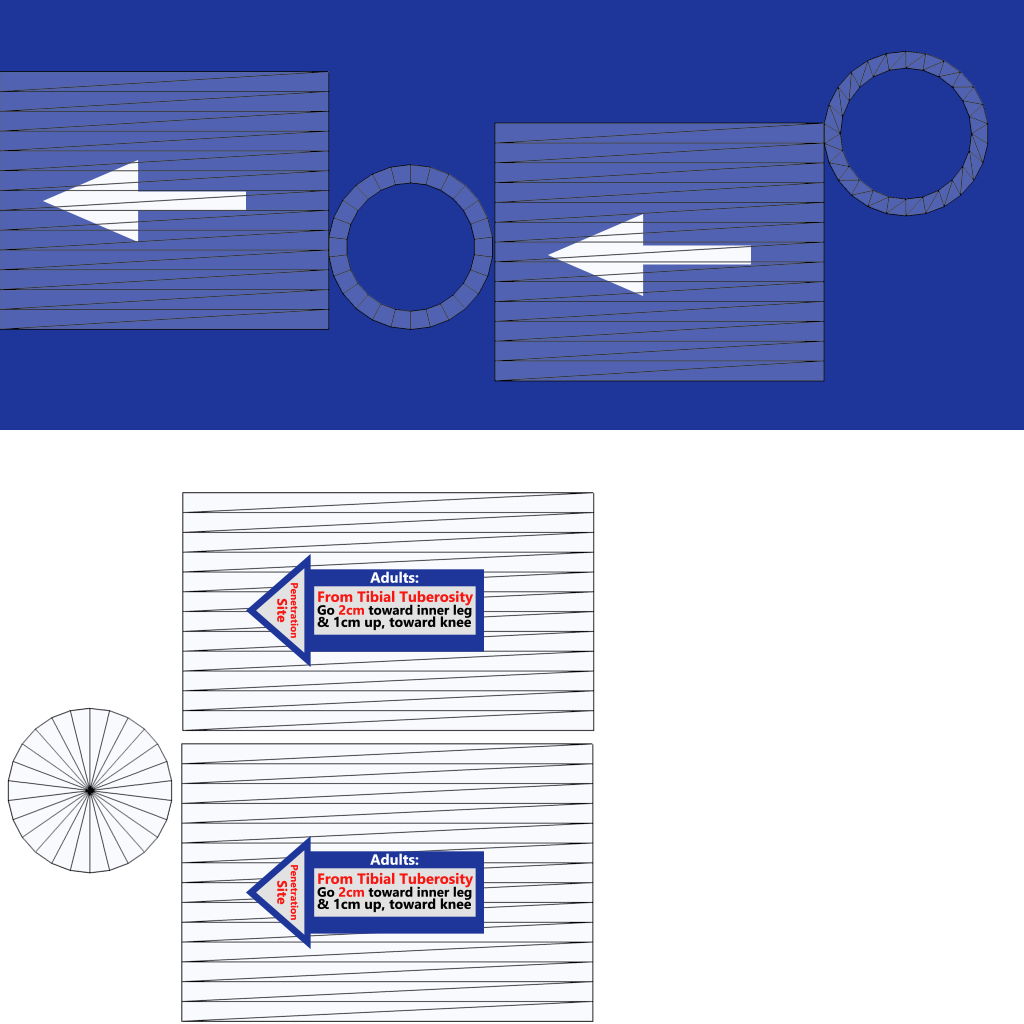 Adults:
Penetration
Site
From Tibial Tuberosity
Go 2cm toward inner leg
& 1cm up, toward knee
Adults:
Penetration
Site
From Tibial Tuberosity
Go 2cm toward inner leg
& 1cm up, toward knee